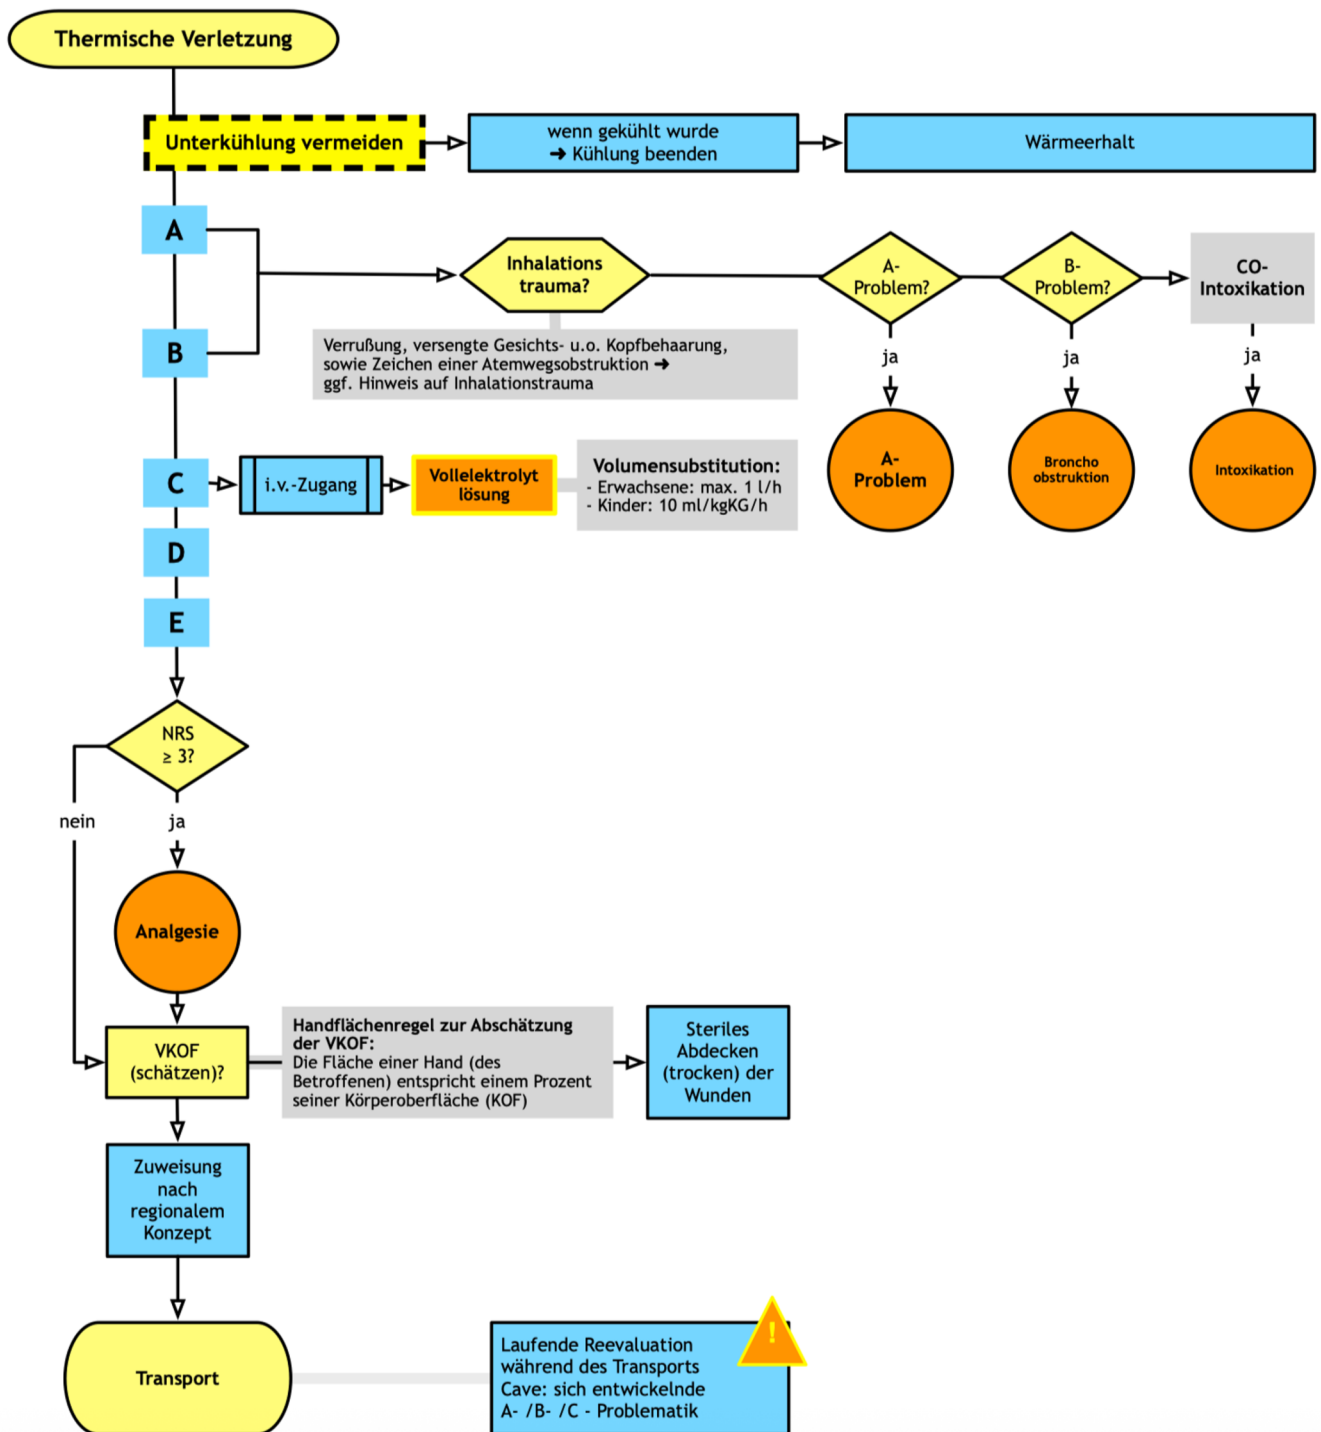 Thermische Verletzung
Unterkühlung vermeiden
wenn gekühlt wurde
➜ Kühlung beenden
Wärmeerhalt
A
Inhalations
trauma?
A-
Problem?
B-
Problem?
CO-
Intoxikation
B
Verrußung, versengte Gesichts- u.o. Kopfbehaarung,
sowie Zeichen einer Atemwegsobstruktion ➜
ggf. Hinweis auf Inhalationstrauma
ja
ja
ja
A-
Problem
Broncho
obstruktion
Intoxikation
C
i.v.-Zugang
Vollelektrolyt
lösung
Volumensubstitution:
- Erwachsene: max. 1 l/h
- Kinder: 10 ml/kgKG/h
D
E
NRS
≥ 3?
nein
ja
Analgesie
VKOF
(schätzen)?
Handflächenregel zur Abschätzung
der VKOF:
Die Fläche einer Hand (des
Betroffenen) entspricht einem Prozent
seiner Körperoberfläche (KOF)
Steriles
Abdecken
(trocken) der
Wunden
Zuweisung
nach
regionalem
Konzept
Transport
!
Laufende Reevaluation
während des Transports
Cave: sich entwickelnde
A- /B- /C - Problematik